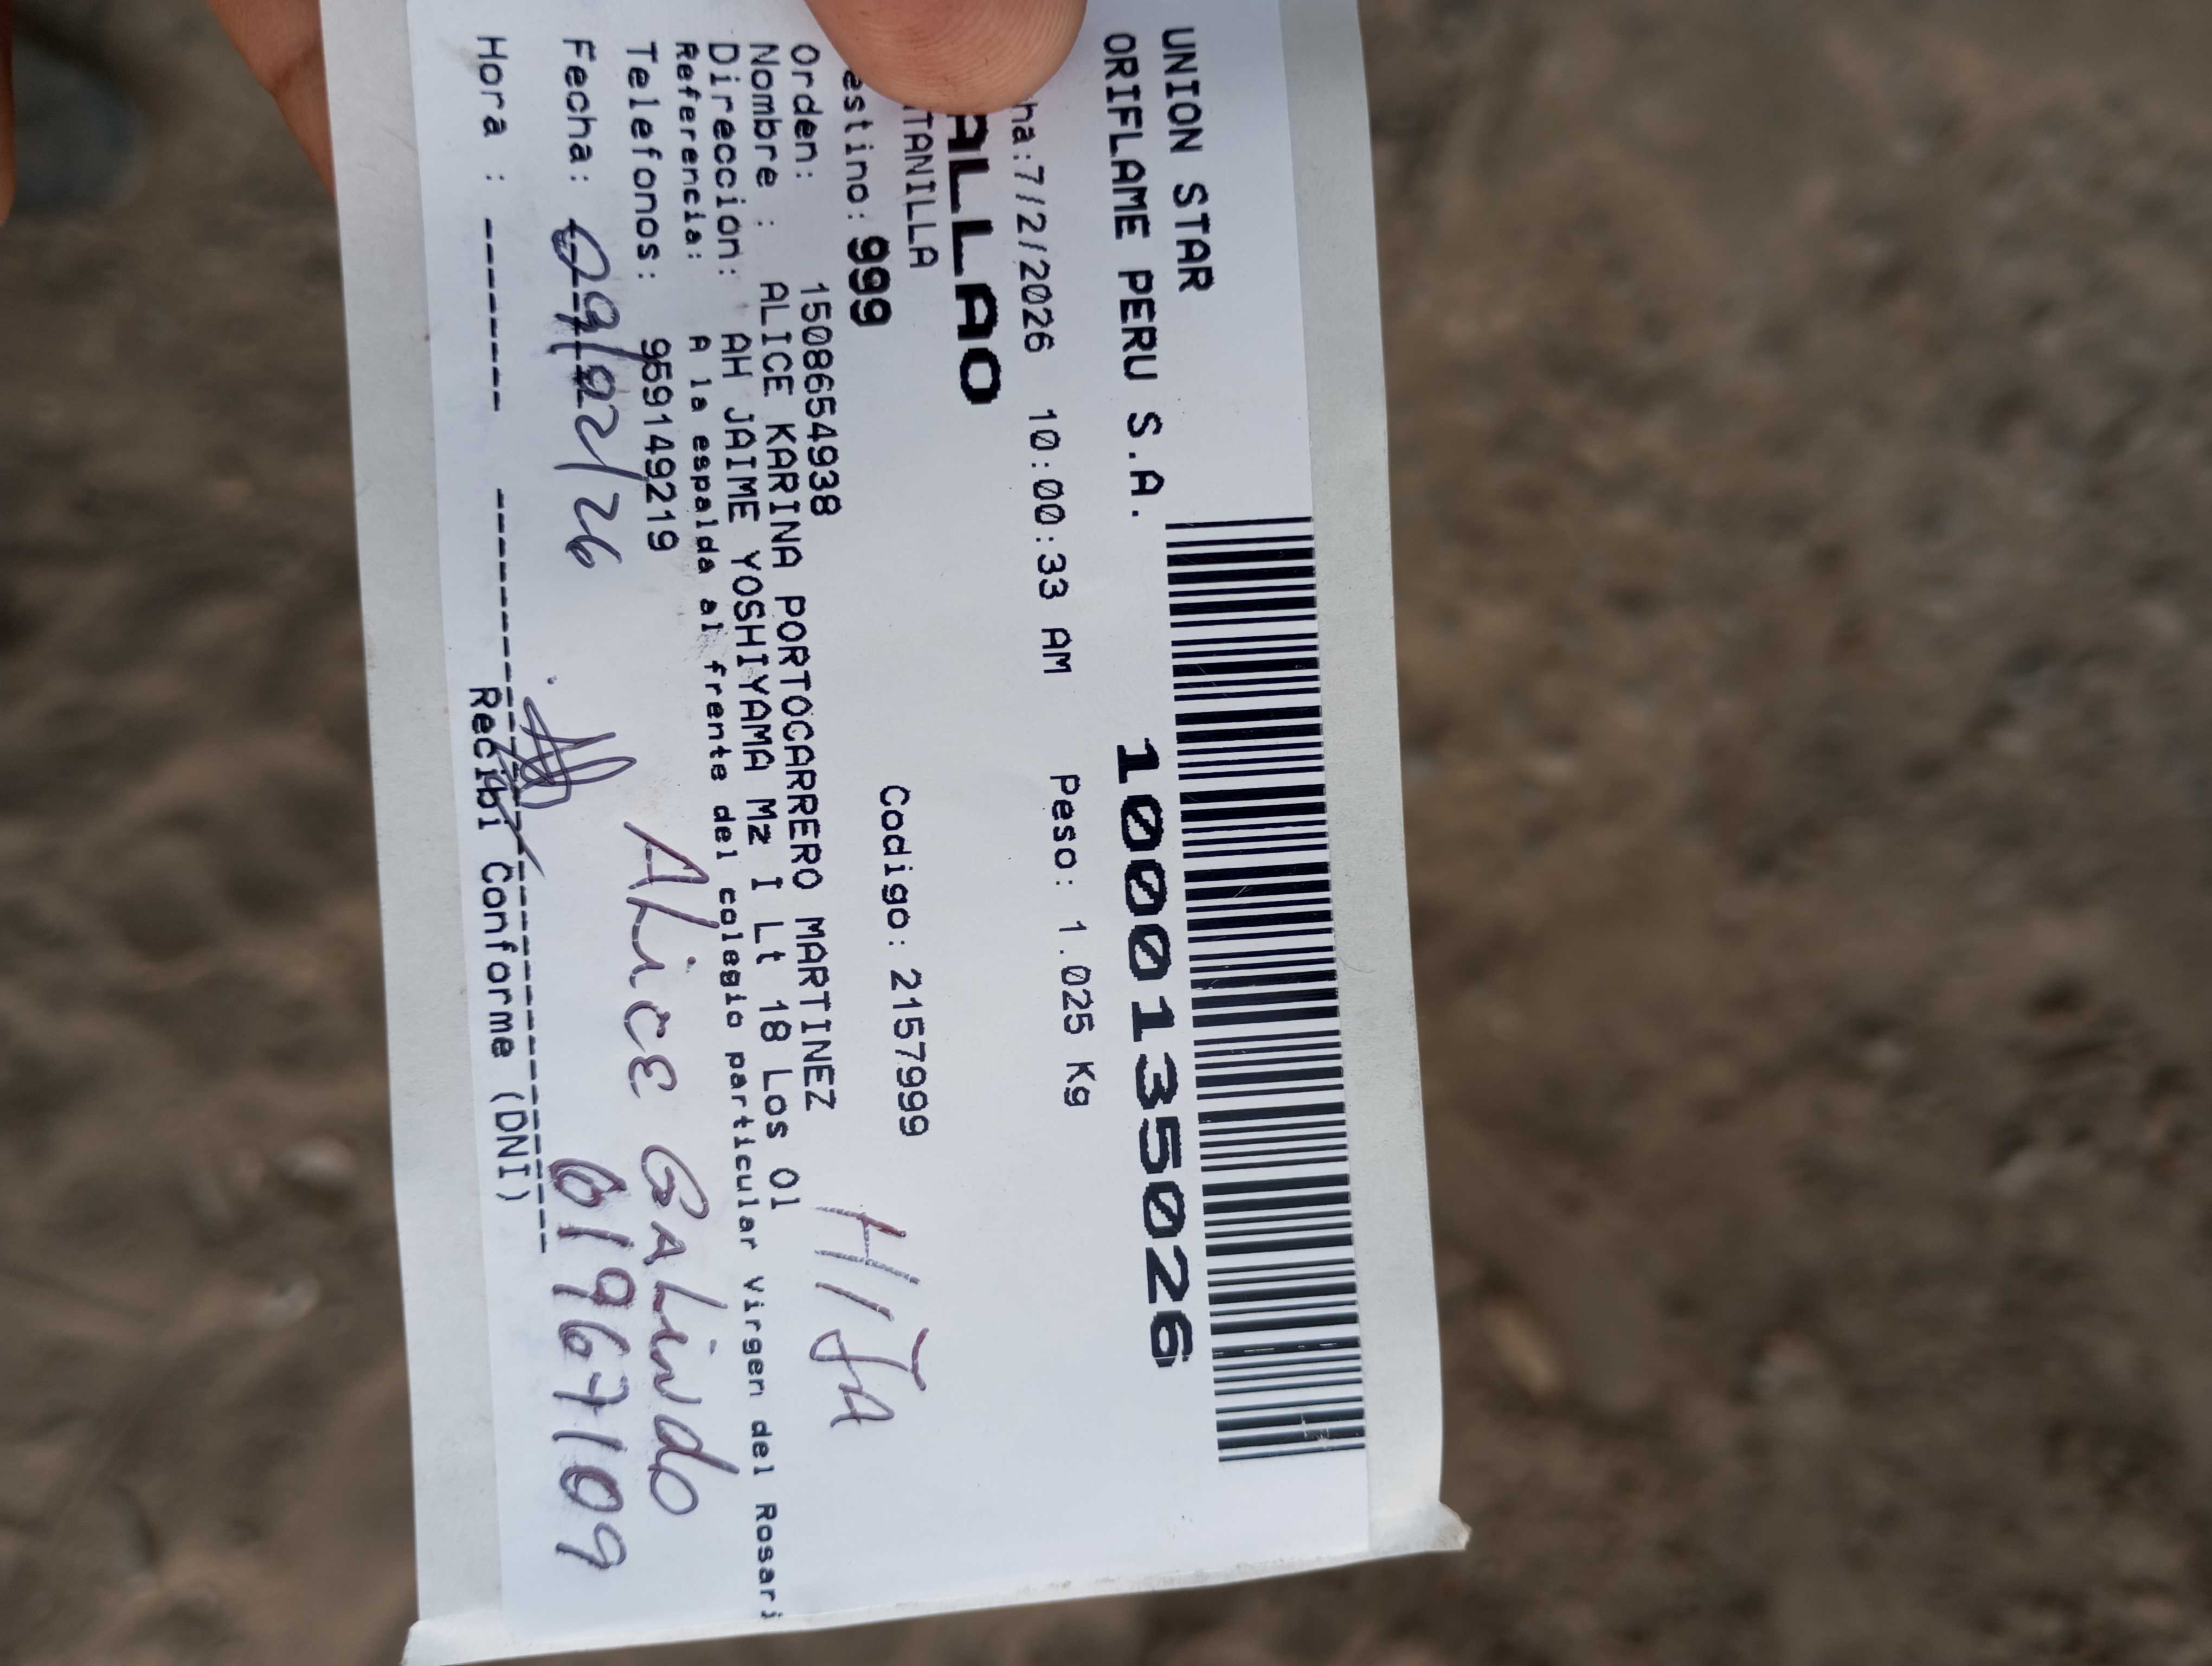 UNION STAR
ORIFLAME PERU S.A.
1000135026
ha:7/2/2026 10:00:33 AM Peso: 1.025 Kg
ALLAO
TANILLA
estino: 999 Codigo: 2157999
Orden: 1508654938
Nombre : ALICE KARINA PORTOCARRERO MARTINEZ
H/JA
Dirección: AH JAIME YOSHIYAMA Mz I Lt 18 Los Ol
Referencia: A la espalda al frente del colegio particular Virgen del Rosari
Telefonos: 959149219
Alice Galindo
Fecha: 09/02/26
61967109
Hora :
Recibi Conforme (DNI)